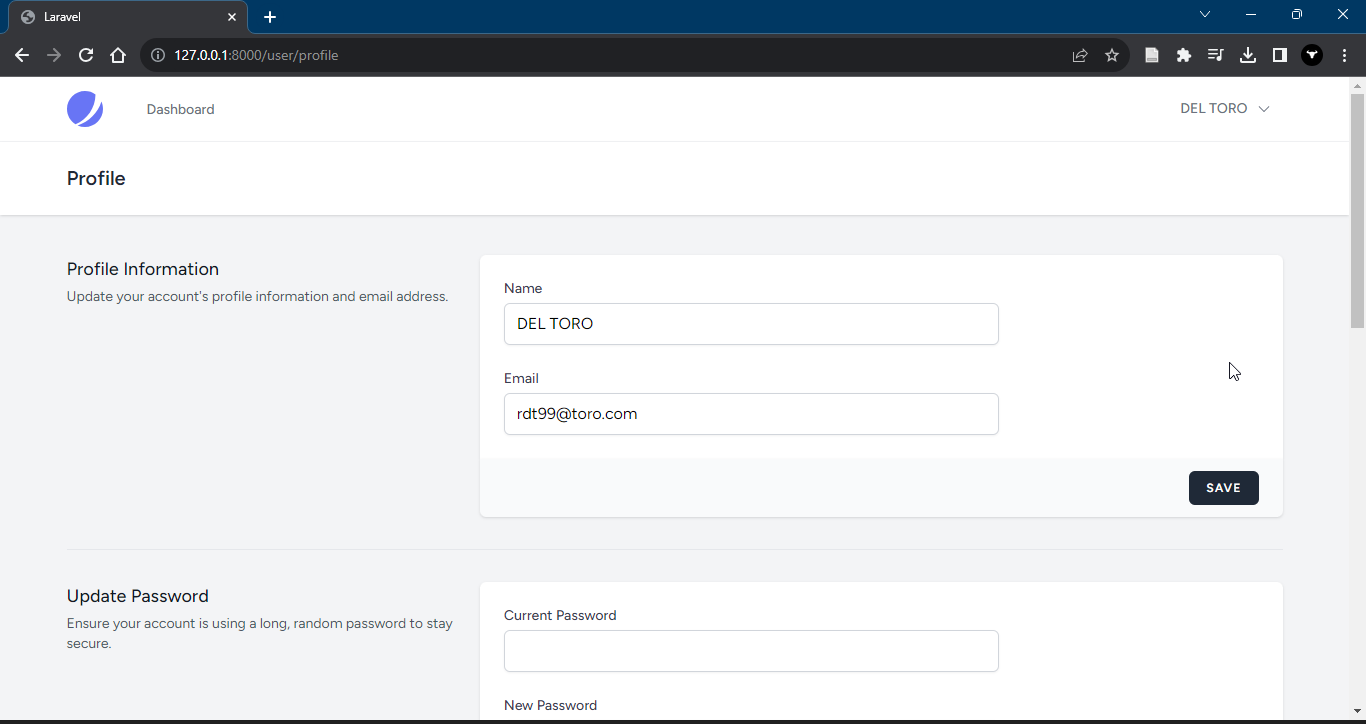 Laravel
127.0.0.1:8000/user/profile
Dashboard
DEL TORO
Profile
Profile Information
Update your account's profile information and email address.
Name
DEL TORO
Email
rdt99@toro.com
SAVE
Update Password
Ensure your account is using a long, random password to stay
secure.
Current Password
New Password